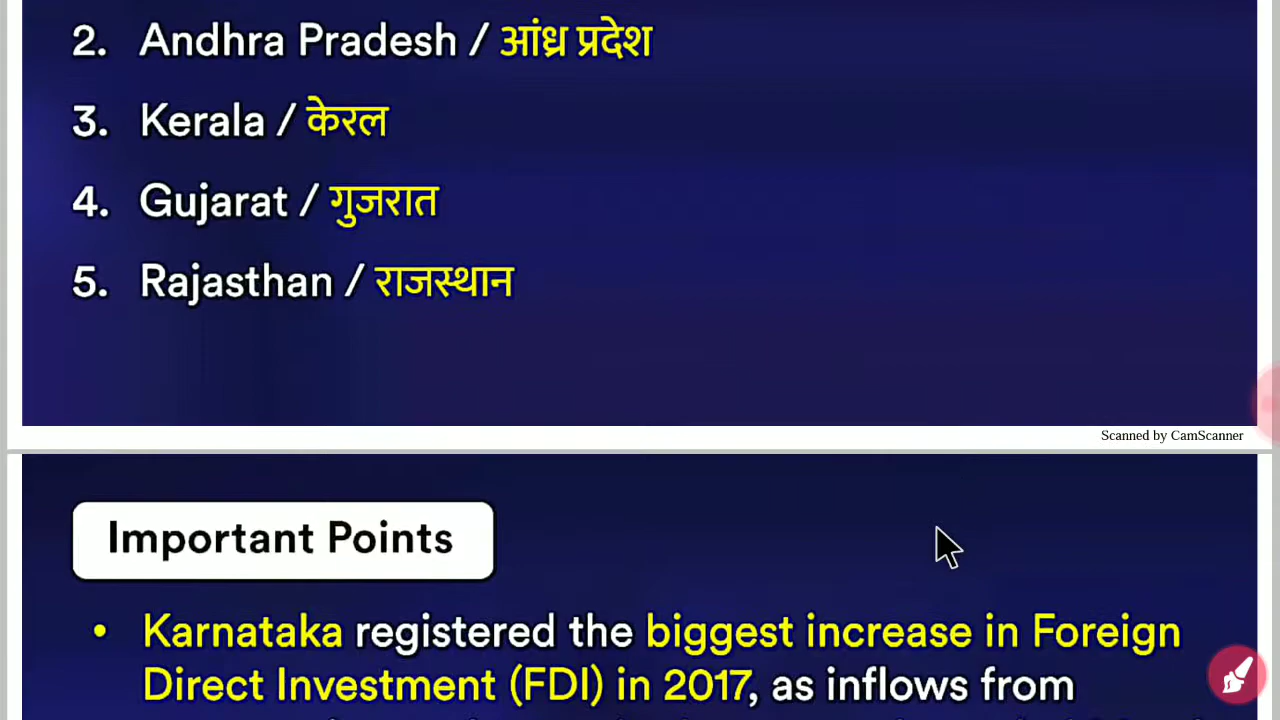 2. Andhra Pradesh / आंध्र प्रदेश
3. Kerala / केरल
4. Gujarat / गुजरात
5. Rajasthan / राजस्थान
Scanned by CamScanner
Important Points
• Karnataka registered the biggest increase in Foreign
Direct Investment (FDI) in 2017, as inflows from